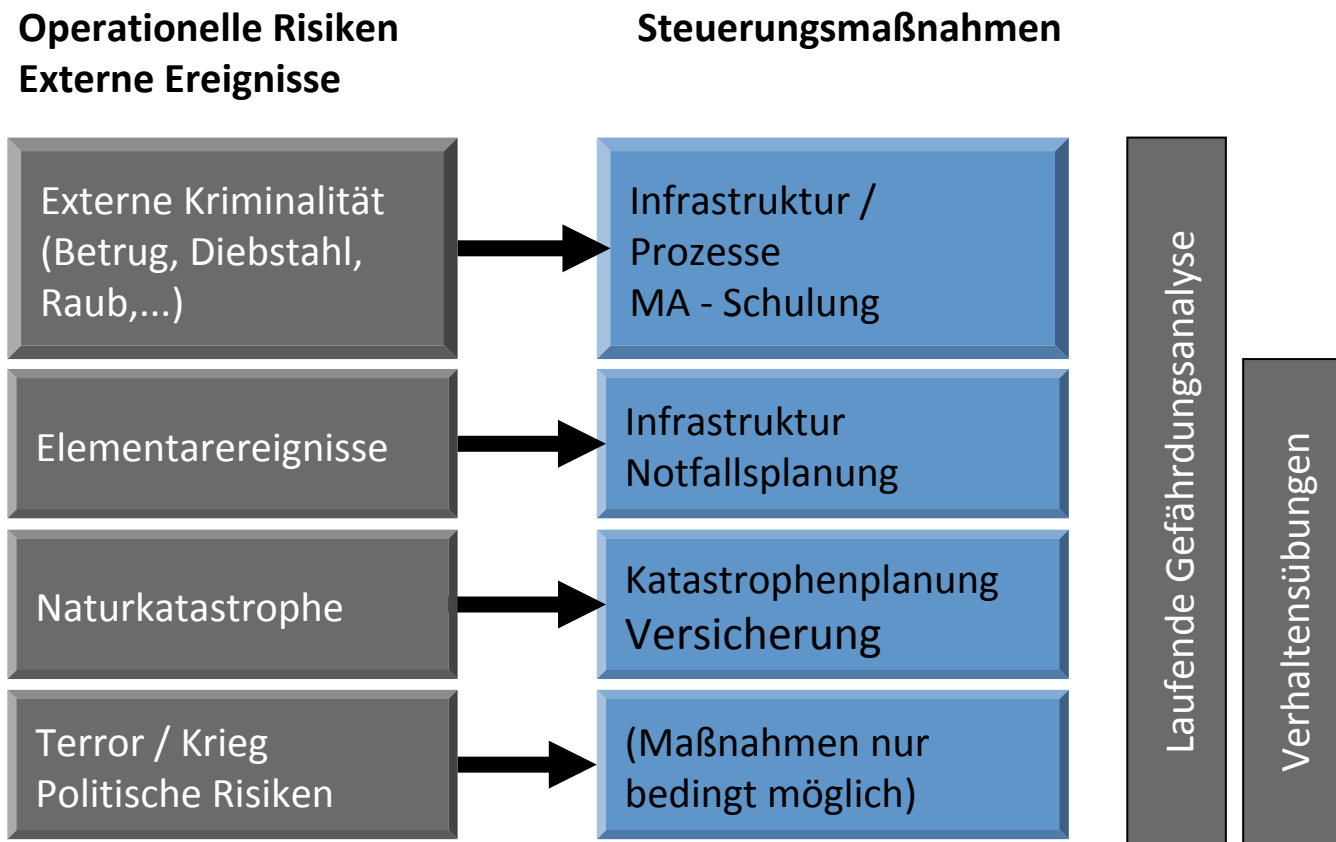 Operationelle Risiken
Externe Ereignisse
Steuerungsmaßnahmen
Externe Kriminalität
(Betrug, Diebstahl,
Raub,...)
Infrastruktur /
Prozesse
MA - Schulung
Elementarereignisse
Infrastruktur
Notfallsplanung
Naturkatastrophe
Katastrophenplanung
Versicherung
Terror / Krieg
Politische Risiken
(Maßnahmen nur
bedingt möglich)
Laufende Gefährdungsanalyse
Verhaltensübungen